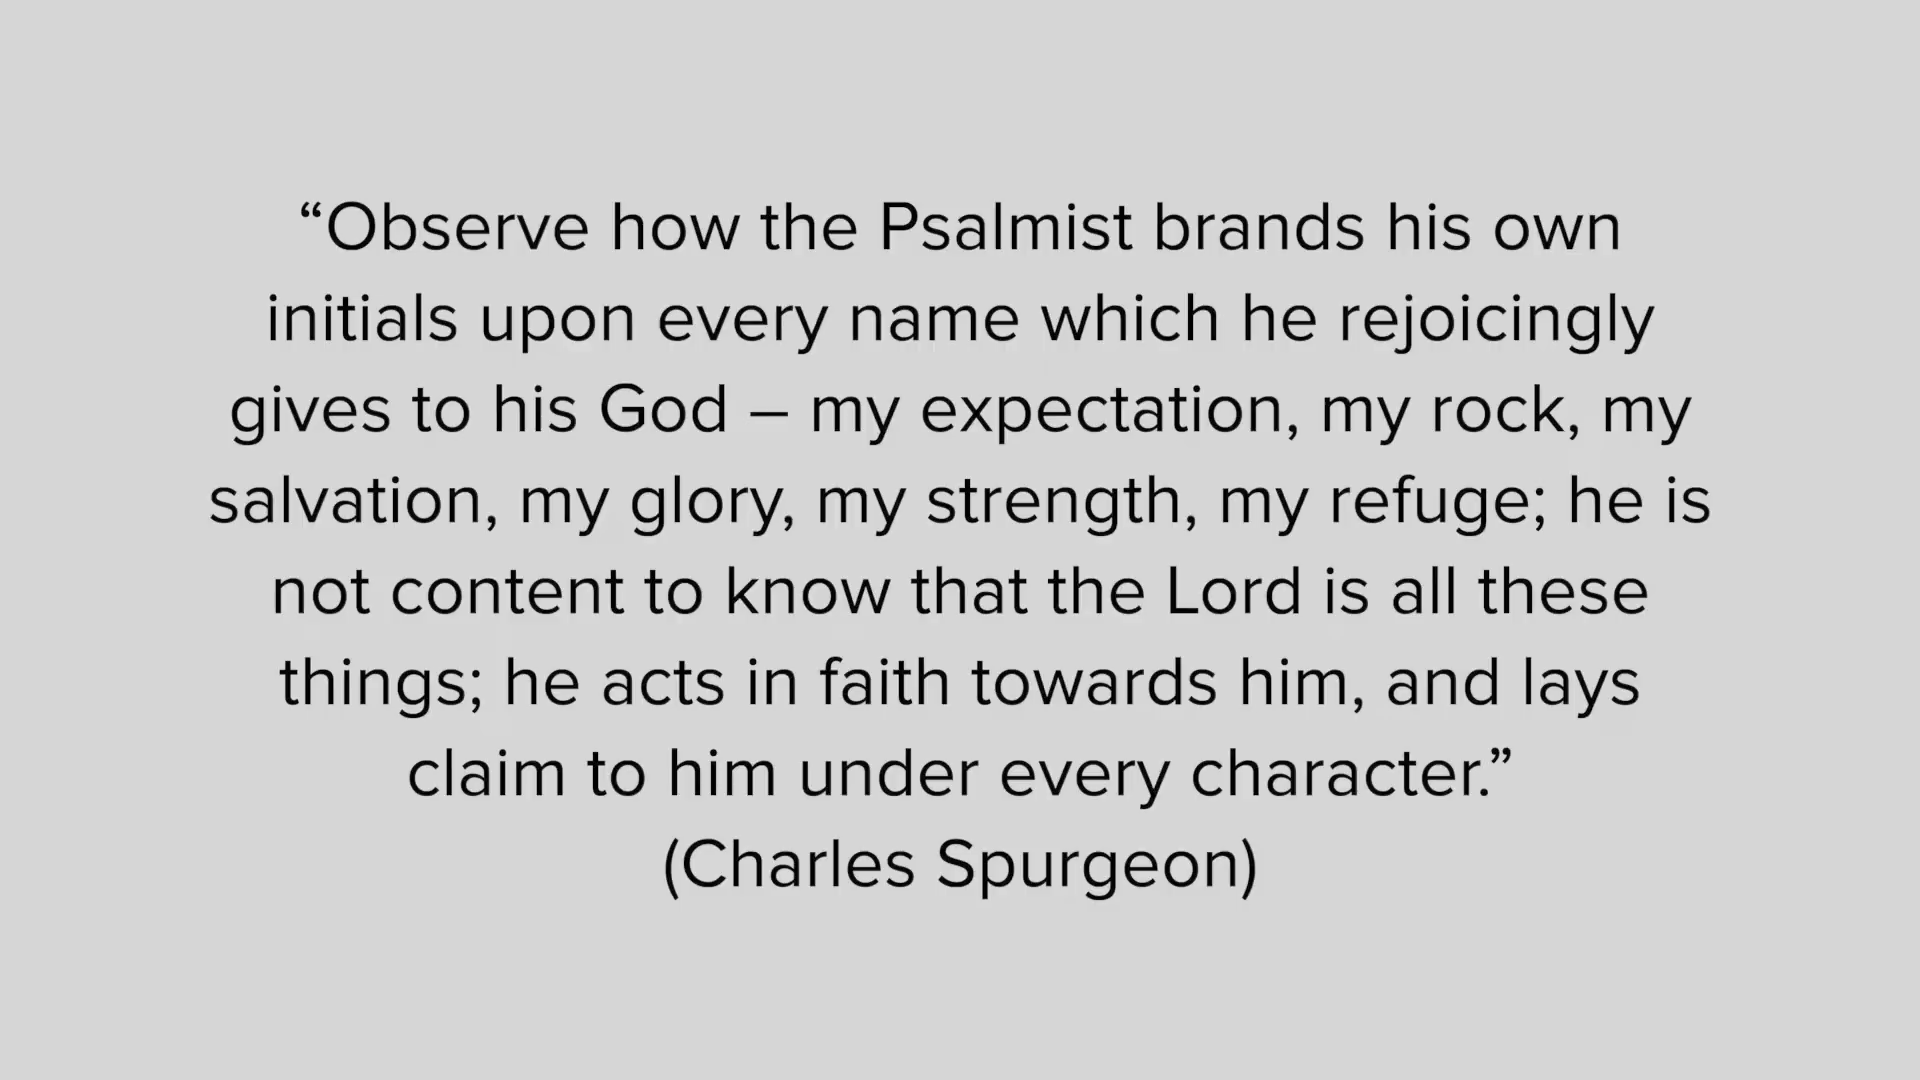 “Observe how the Psalmist brands his own
initials upon every name which he rejoicingly
gives to his God – my expectation, my rock, my
salvation, my glory, my strength, my refuge; he is
not content to know that the Lord is all these
things; he acts in faith towards him, and lays
claim to him under every character.”
(Charles Spurgeon)